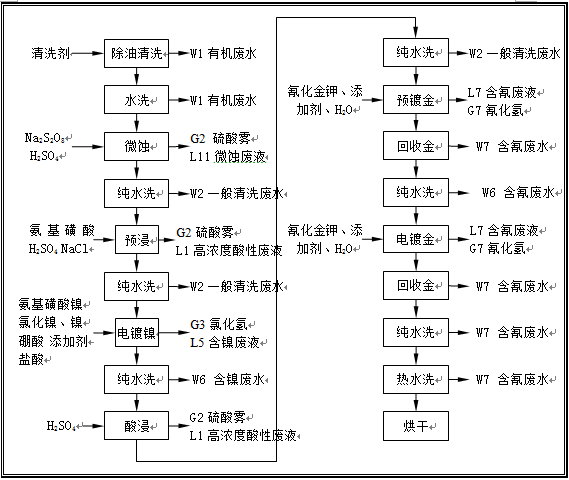 清洗剂
除油清洗
W1 有机废水
水洗
W1 有机废水
Na₂S₂O₈
H₂SO₄
微蚀
G2 硫酸雾
L11 微蚀废液
纯水洗
W2 一般清洗废水
氨基磺酸
H₂SO₄ NaCl
预浸
G2 硫酸雾
L1 高浓度酸性废液
纯水洗
W2 一般清洗废水
氨基磺酸镍
氯化镍、镍
硼酸 添加剂
盐酸
电镀镍
G3 氯化氢
L5 含镍废液
纯水洗
W6 含镍废水
H₂SO₄
酸浸
G2 硫酸雾
L1 高浓度酸性废液
纯水洗
W2 一般清洗废水
氰化金钾、添
加剂、H₂O
预镀金
L7 含氰废液
G7 氰化氢
回收金
W7 含氰废水
纯水洗
W6 含氰废水
氰化金钾、添
加剂、H₂O
电镀金
L7 含氰废液
G7 氰化氢
回收金
W7 含氰废水
纯水洗
W7 含氰废水
热水洗
W7 含氰废水
烘干